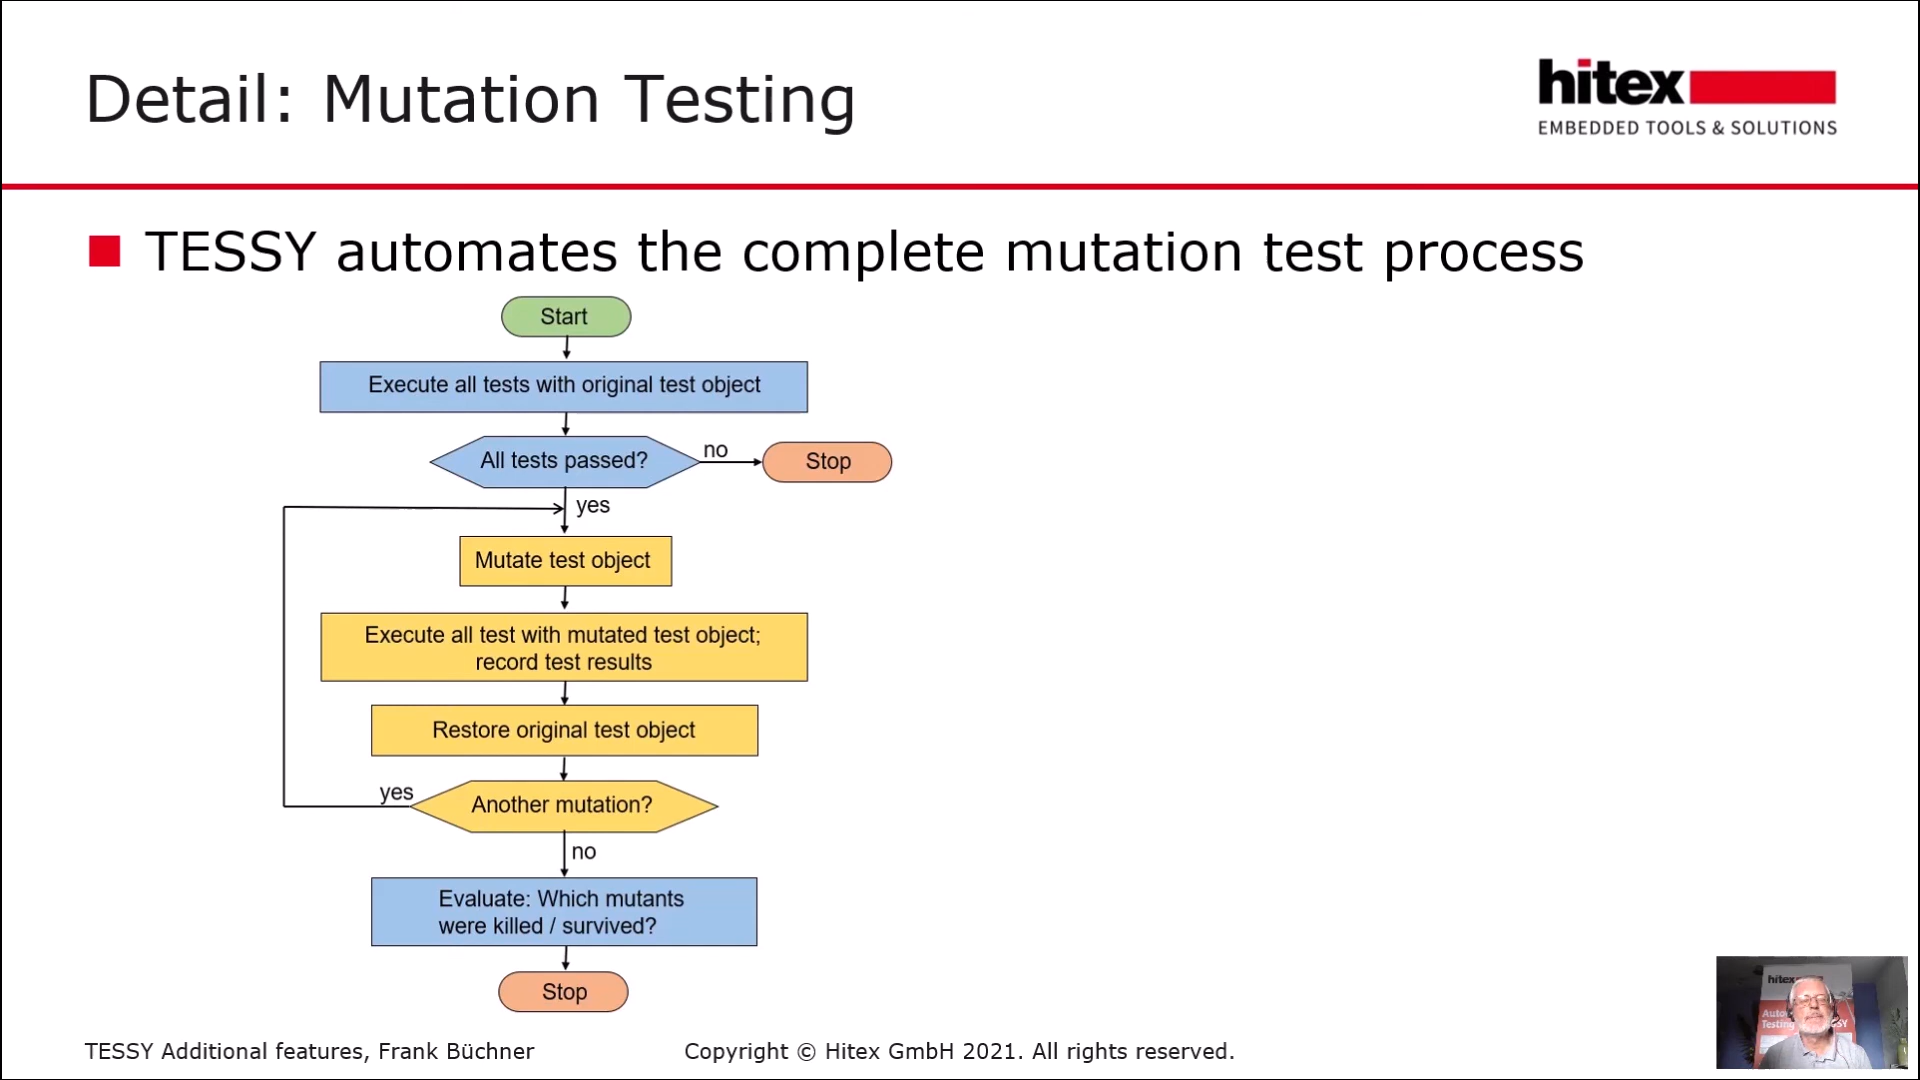 Detail: Mutation Testing
hitex
EMBEDDED TOOLS & SOLUTIONS
TESSY automates the complete mutation test process
Start
Execute all tests with original test object
All tests passed?
no
Stop
yes
Mutate test object
Execute all test with mutated test object;
record test results
Restore original test object
yes
Another mutation?
no
Evaluate: Which mutants
were killed / survived?
Stop
hitex
TESSY Additional features, Frank Büchner
Copyright © Hitex GmbH 2021. All rights reserved.